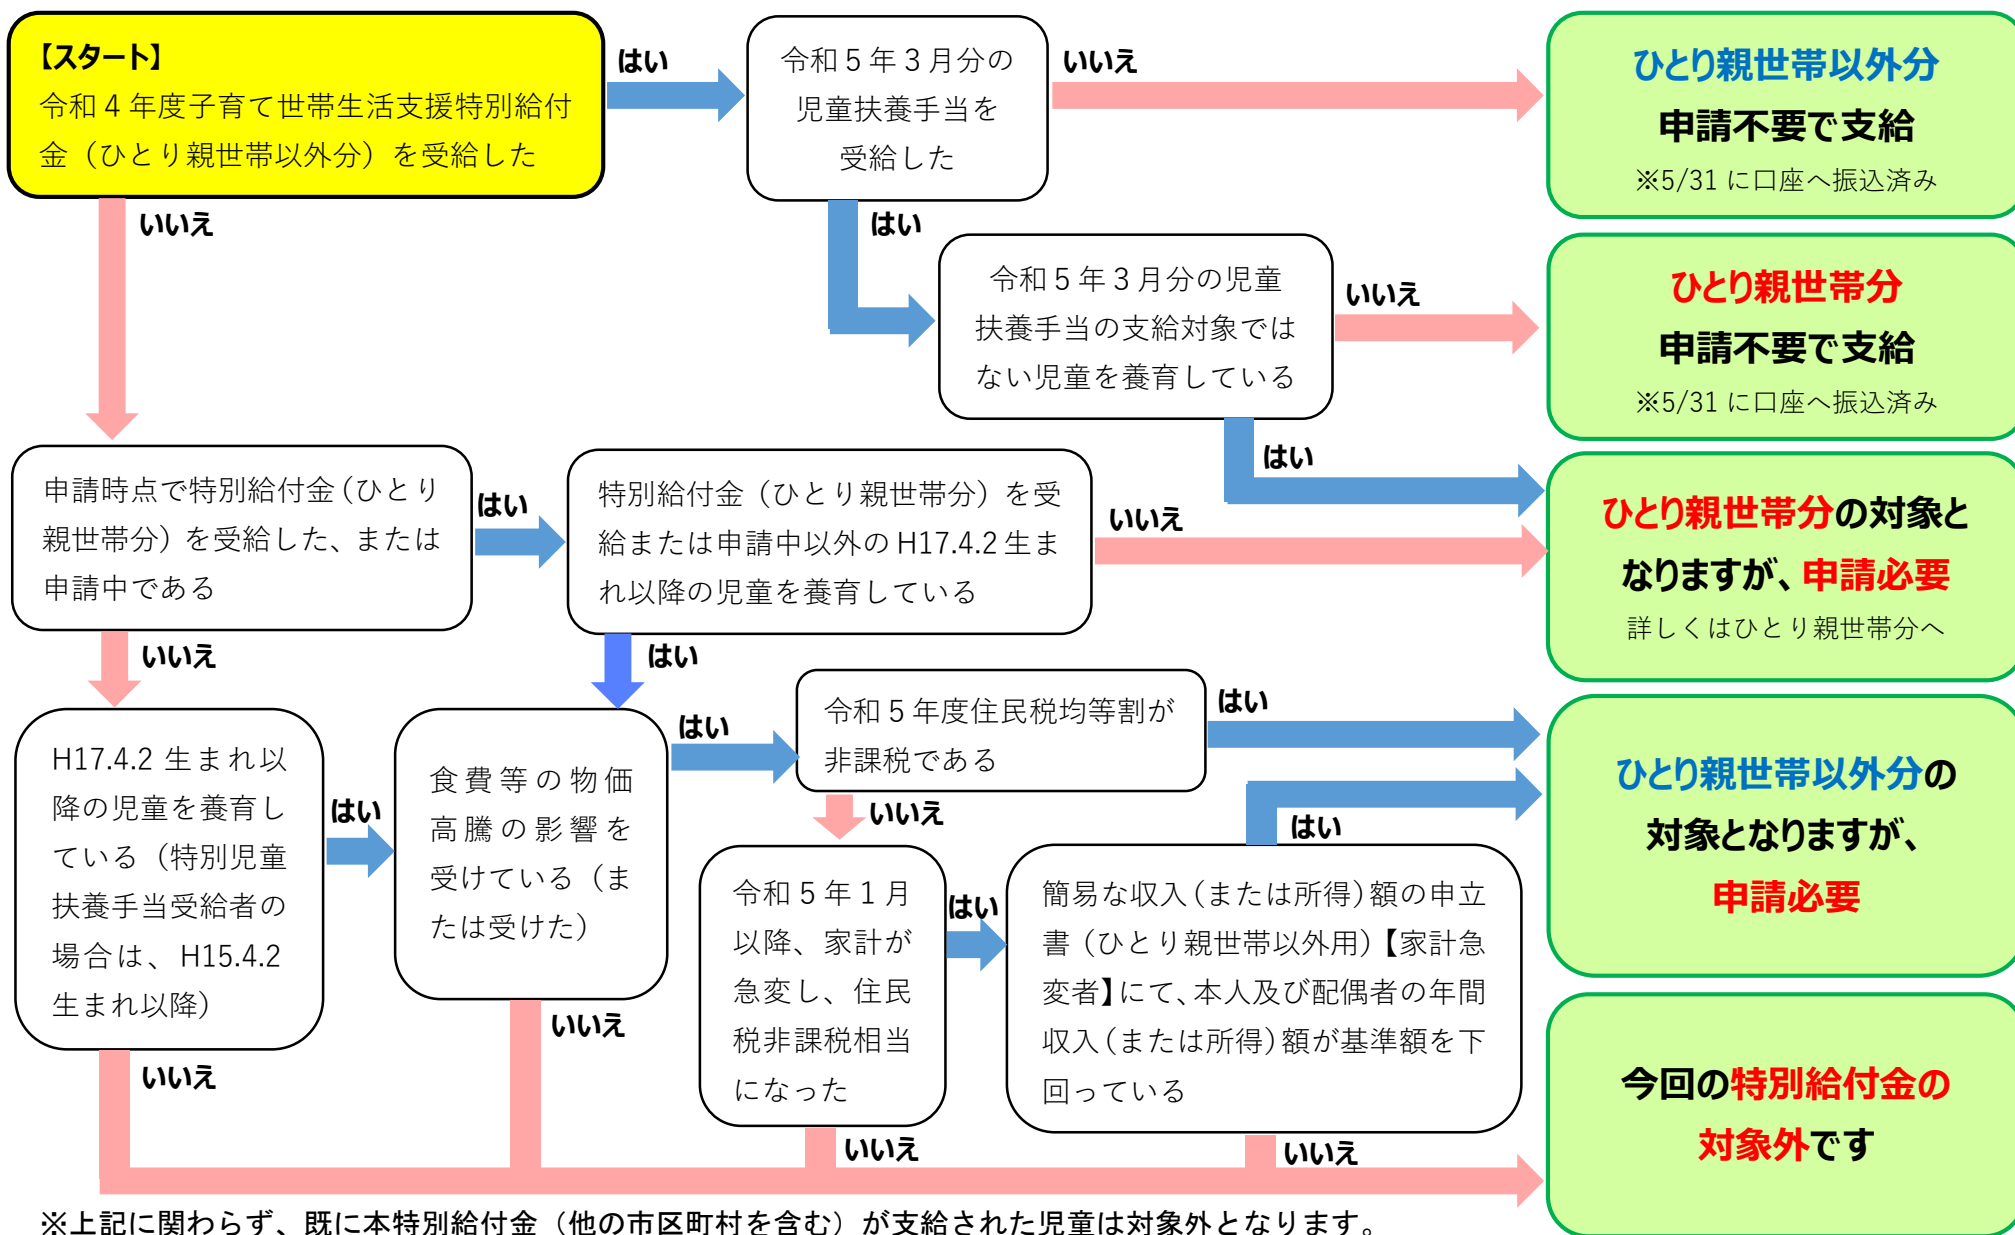 【スタート】
令和4年度子育て世帯生活支援特別給付
金（ひとり親世帯以外分）を受給した
はい
令和5年3月分の
児童扶養手当を
受給した
いいえ
ひとり親世帯以外分
申請不要で支給
※5/31に口座へ振込済み
いいえ
はい
令和5年3月分の児童
扶養手当の支給対象では
ない児童を養育している
いいえ
ひとり親世帯分
申請不要で支給
※5/31に口座へ振込済み
はい
申請時点で特別給付金（ひとり
親世帯分）を受給した、または
申請中である
はい
特別給付金（ひとり親世帯分）を受
給または申請中以外のH17.4.2生ま
れ以降の児童を養育している
いいえ
ひとり親世帯分の対象と
なりますが、申請必要
詳しくはひとり親世帯分へ
いいえ
はい
H17.4.2生まれ以
降の児童を養育し
ている（特別児童
扶養手当受給者の
場合は、H15.4.2
生まれ以降）
はい
食費等の物価
高騰の影響を
受けている（ま
たは受けた）
はい
令和5年度住民税均等割が
非課税である
はい
いいえ
令和5年1月
以降、家計が
急変し、住民
税非課税相当
になった
はい
簡易な収入（または所得）額の申立
書（ひとり親世帯以外用）【家計急
変者】にて、本人及び配偶者の年間
収入（または所得）額が基準額を下
回っている
はい
ひとり親世帯以外分の
対象となりますが、
申請必要
いいえ
いいえ
いいえ
いいえ
今回の特別給付金の
対象外です
※上記に関わらず、既に本特別給付金（他の市区町村を含む）が支給された児童は対象外となります。